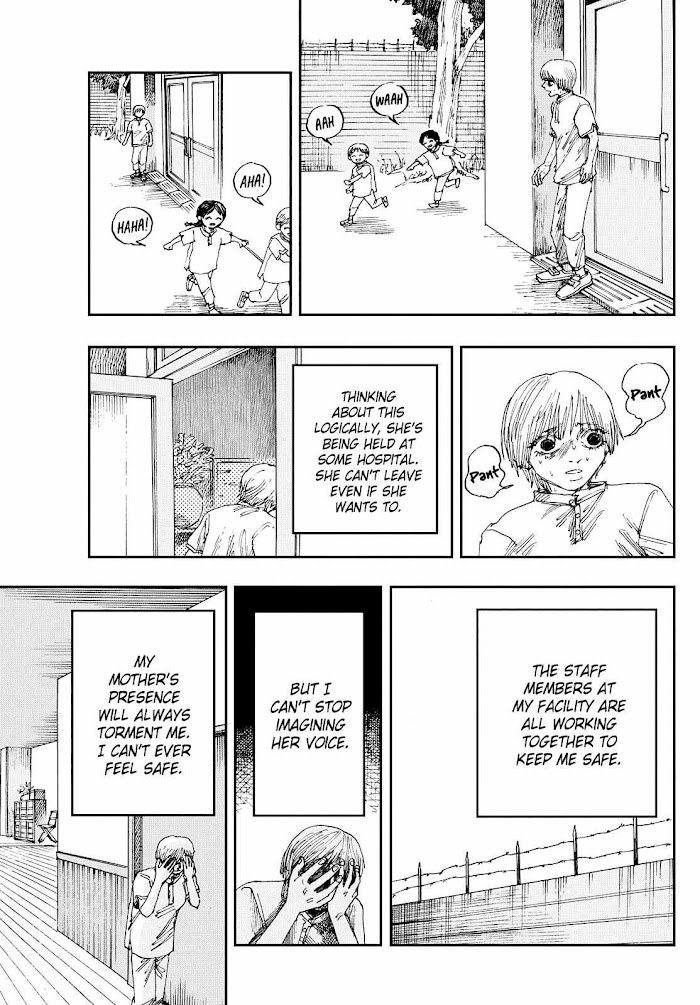 WAAH
AAH
AHA!
HAHA!
Pant
Pant
THINKING
ABOUT THIS
LOGICALLY, SHE'S
BEING HELD AT
SOME HOSPITAL.
SHE CAN'T LEAVE
EVEN IF SHE
WANTS TO.
THE STAFF
MEMBERS AT
MY FACILITY ARE
ALL WORKING
TOGETHER TO
KEEP ME SAFE.
BUT I
CAN'T STOP
IMAGINING
HER VOICE.
MY
MOTHER'S
PRESENCE
WILL ALWAYS
TORMENT ME.
I CAN'T EVER
FEEL SAFE.